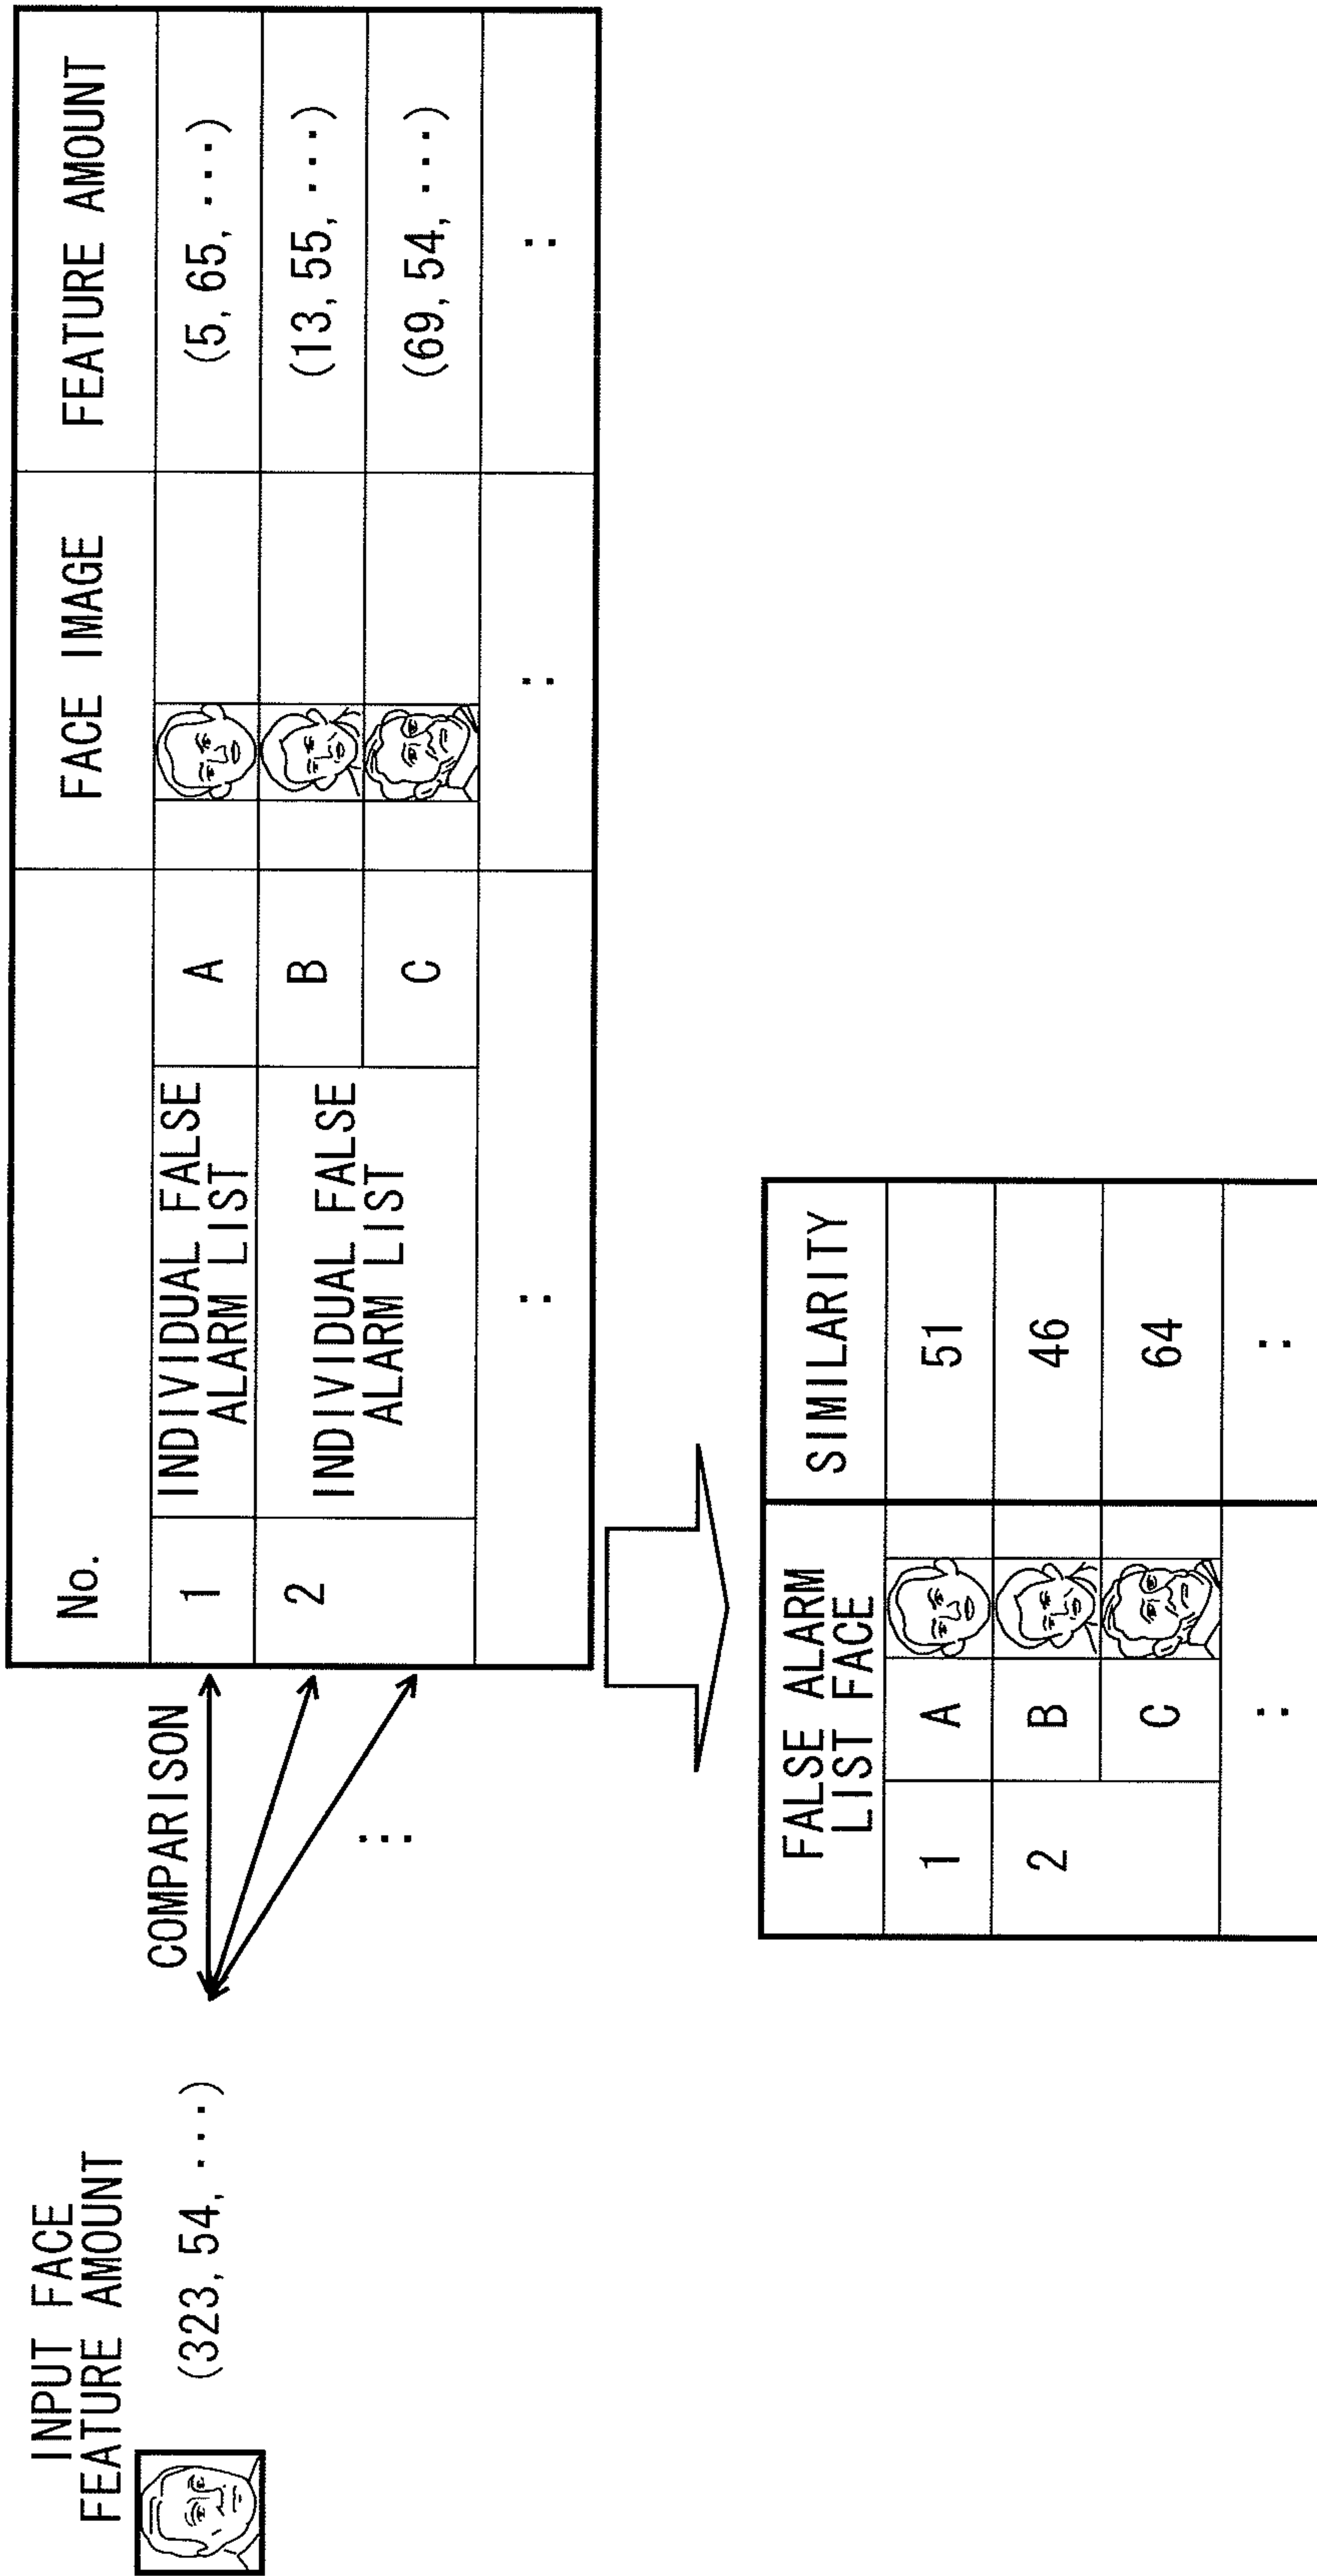 INPUT FACE
FEATURE AMOUNT
(323, 54, ···)
COMPARISON
···
No. FACE IMAGE FEATURE AMOUNT
1 INDIVIDUAL FALSE ALARM LIST A (5, 65, ···)
2 INDIVIDUAL FALSE ALARM LIST B (13, 55, ···)
C (69, 54, ···)
: : :
FALSE ALARM
LIST FACE
SIMILARITY
1 A 51
2 B 46
C 64
: :